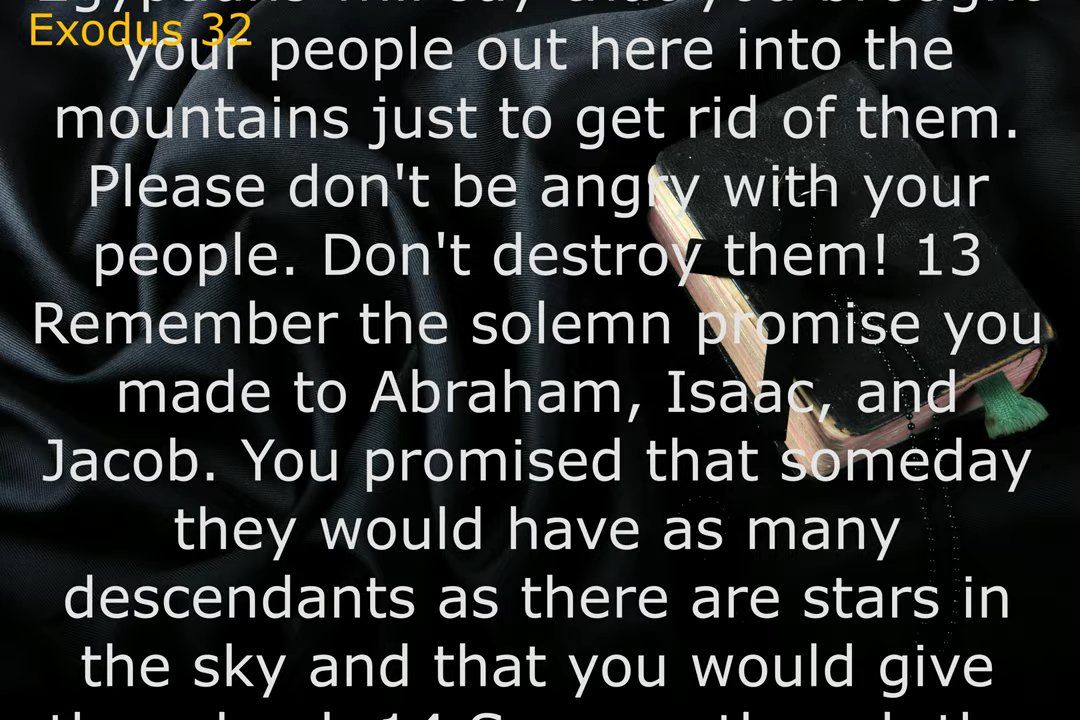 Egyptians will say that you brought
Exodus 32
your people out here into the
mountains just to get rid of them.
Please don't be angry with your
people. Don't destroy them! 13
Remember the solemn promise you
made to Abraham, Isaac, and
Jacob. You promised that someday
they would have as many
descendants as there are stars in
the sky and that you would give
14